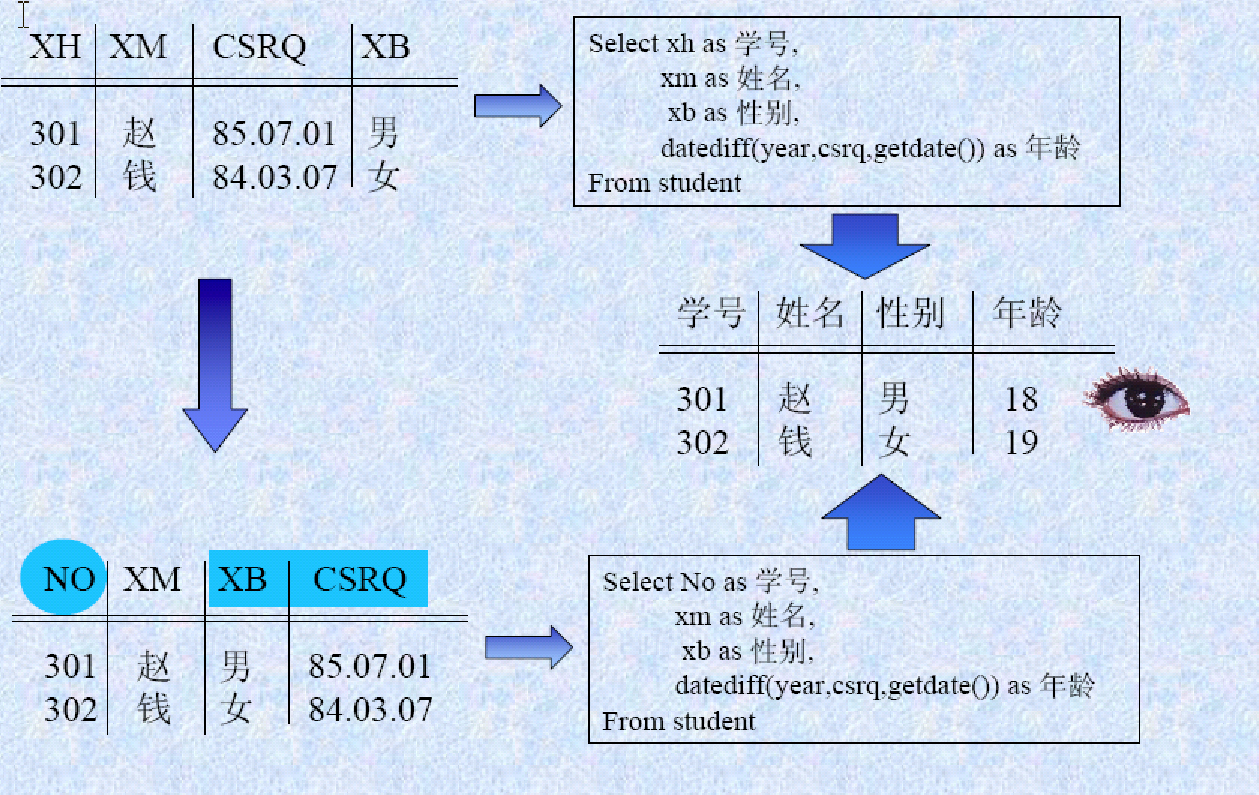 XH XM CSRQ XB
301 赵 85.07.01 男
302 钱 84.03.07 女
Select xh as 学号,
xm as 姓名,
xb as 性别,
datediff(year,csrq,getdate()) as 年龄
From student
学号 姓名 性别 年龄
301 赵 男 18
302 钱 女 19
NO XM XB CSRQ
301 赵 男 85.07.01
302 钱 女 84.03.07
Select No as 学号,
xm as 姓名,
xb as 性别,
datediff(year,csrq,getdate()) as 年龄
From student